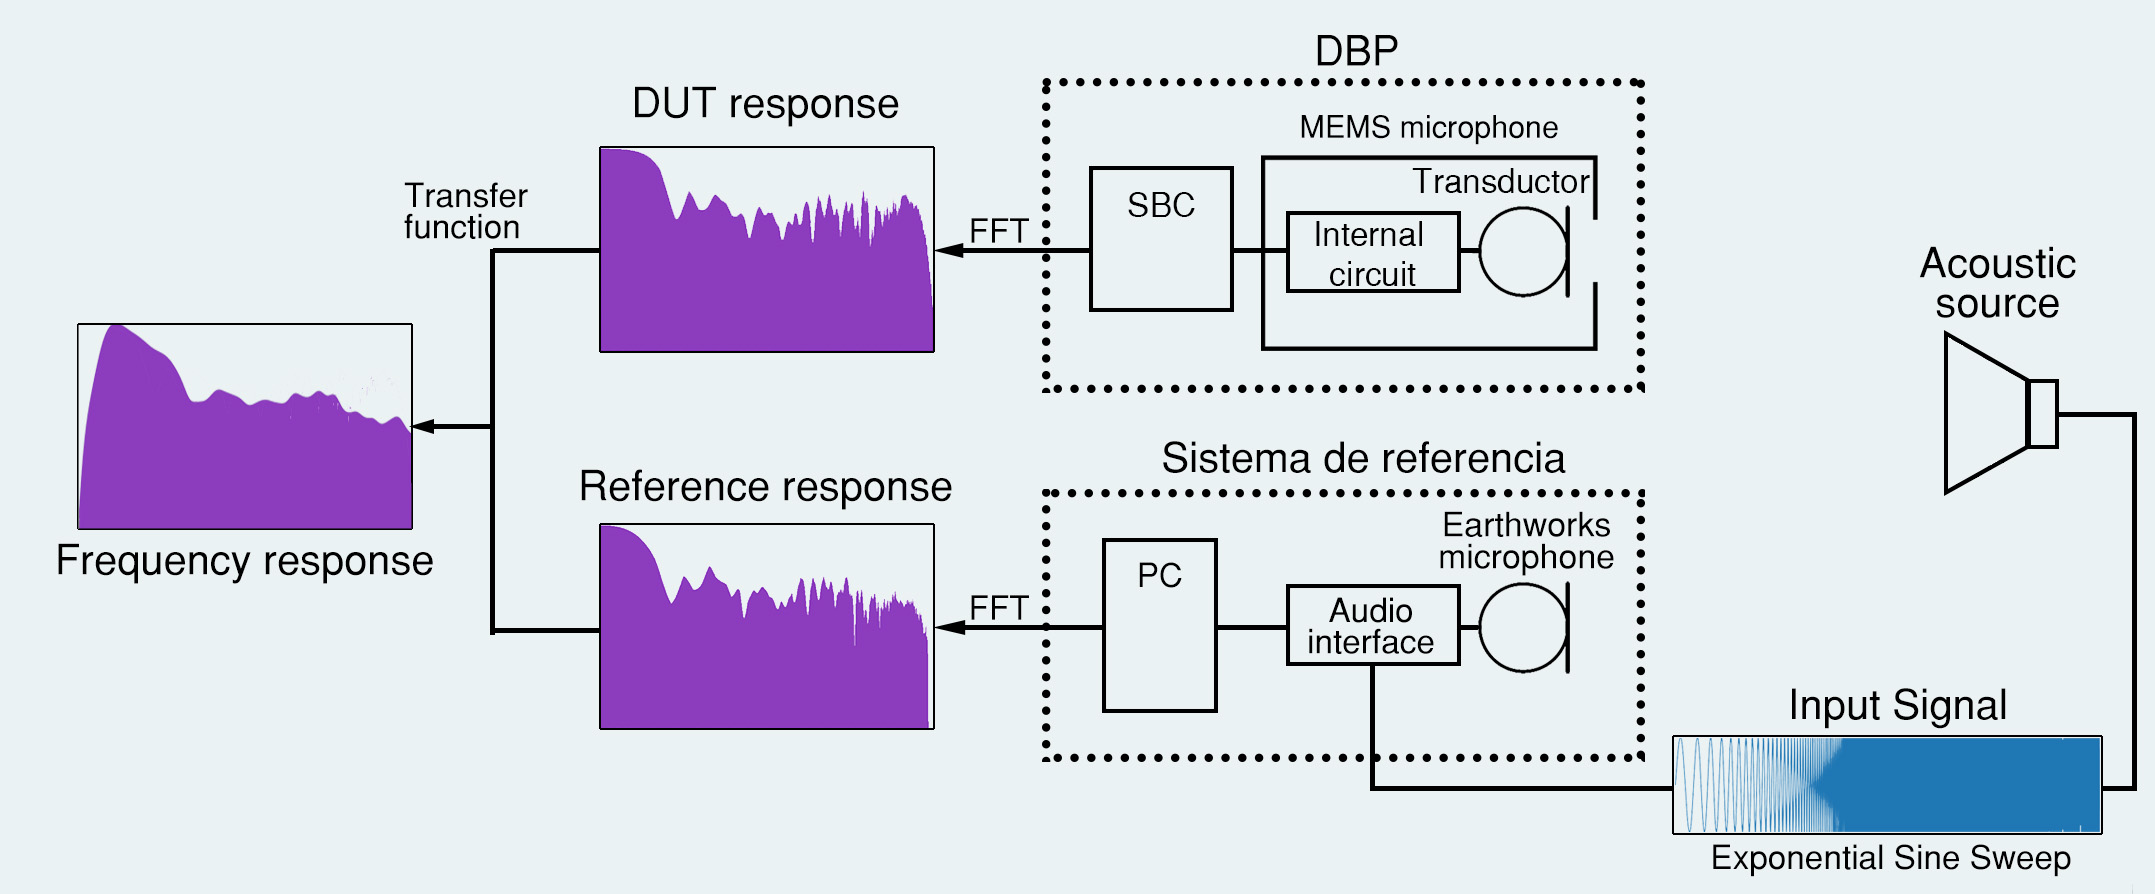 DBP
DUT response
MEMS microphone
Transfer
function
Transductor
SBC
FFT
Internal
circuit
Acoustic
source
Sistema de referencia
Reference response
Earthworks
microphone
Frequency response
PC
FFT
Audio
interface
Input Signal
Exponential Sine Sweep